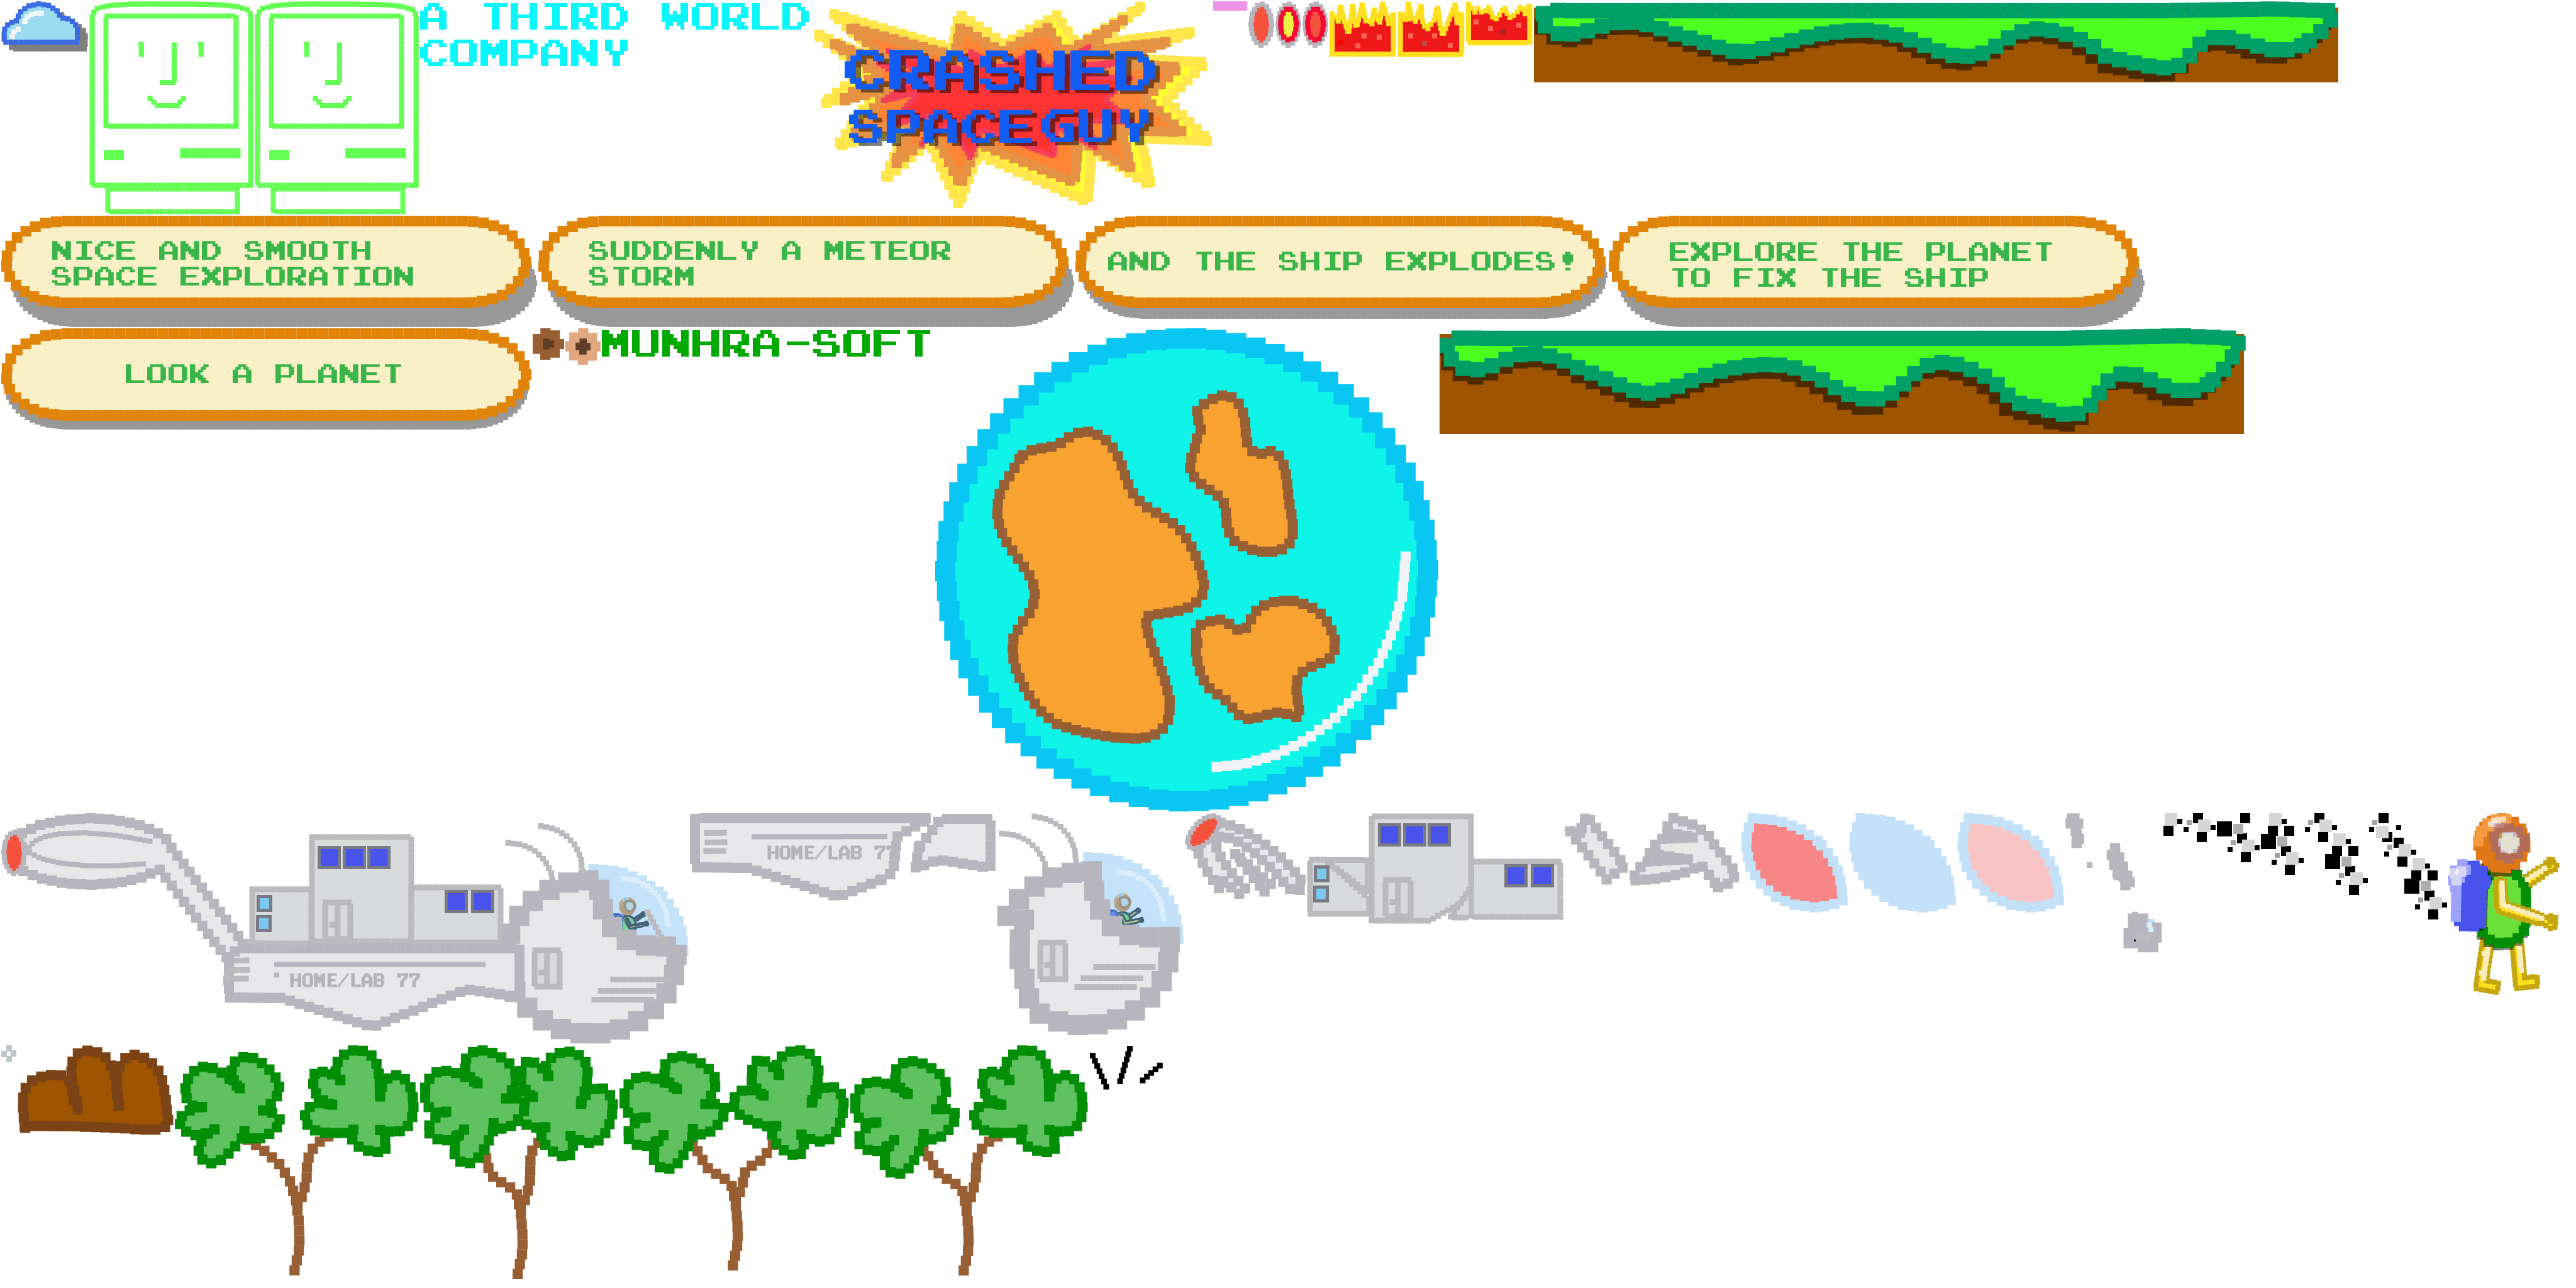 A THIRD WORLD
COMPANY
CRASHED
SPACEGUY
NICE AND SMOOTH
SPACE EXPLORATION
SUDDENLY A METEOR
STORM
AND THE SHIP EXPLODES!
EXPLORE THE PLANET
TO FIX THE SHIP
LOOK A PLANET
MUNHRA-SOFT
HOME/LAB 77
HOME/LAB 77